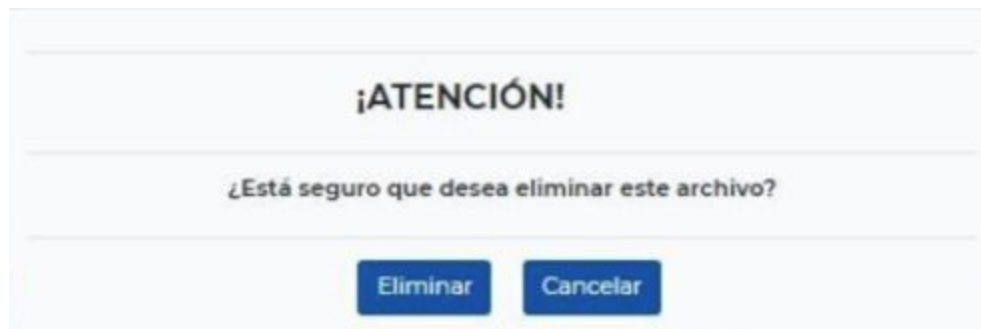 ¡ATENCIÓN!
¿Está seguro que desea eliminar este archivo?
Eliminar Cancelar